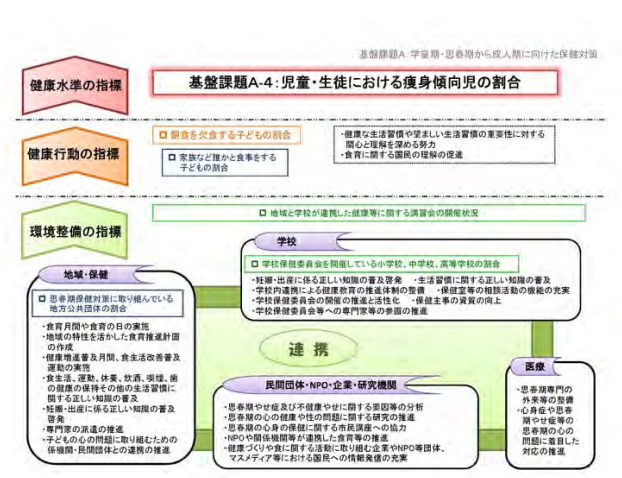 基盤課題A:学童期・思春期から成人期に向けた保健対策
健康水準の指標
基盤課題A-4:児童・生徒における痩身傾向児の割合
健康行動の指標
□ 朝食を欠食する子どもの割合
□ 家族など誰かと食事をする
子どもの割合
・健康な生活習慣や望ましい生活習慣の重要性に対する
関心と理解を深める努力
・食育に関する国民の理解の促進
環境整備の指標
□ 地域と学校が連携した健康等に関する講習会の開催状況
学校
□ 学校保健委員会を開催している小学校、中学校、高等学校の割合
・妊娠・出産に係る正しい知識の普及啓発 ・生活習慣に関する正しい知識の普及
・学校内連携による健康教育の推進体制の整備 ・保健室等の相談活動の機能の充実
・学校保健委員会の開催の推進と活性化 ・保健主事の資質の向上
・学校保健委員会等への専門家等の参画の推進
地域・保健
□ 思春期保健対策に取り組んでいる
地方公共団体の割合
・食育月間や食育の日の実施
・地域の特性を活かした食育推進計画
の作成
・健康増進普及月間、食生活改善普及
運動の実施
・食生活、運動、休養、飲酒、喫煙、歯
の健康の保持その他の生活習慣に
関する正しい知識の普及
・妊娠・出産に係る正しい知識の普及
啓発
・専門家の派遣の推進
・子どもの心の問題に取り組むための
係機関・民間団体との連携の推進
連携
民間団体・NPO・企業・研究機関
・思春期やせ症及び不健康やせに関する要因等の分析
・思春期の心の健康や性の問題に関する研究の推進
・思春期の心身の保健に関する市民講座への協力
・NPOや関係機関等が連携した食育等の推進
・健康づくりや食に関する活動に取り組む企業やNPO等団体、
マスメディア等における国民への情報発信の充実
医療
・思春期専門の
外来等の整備
・心身症や思春
期やせ症等の
思春期の心の
問題に着目した
対応の推進